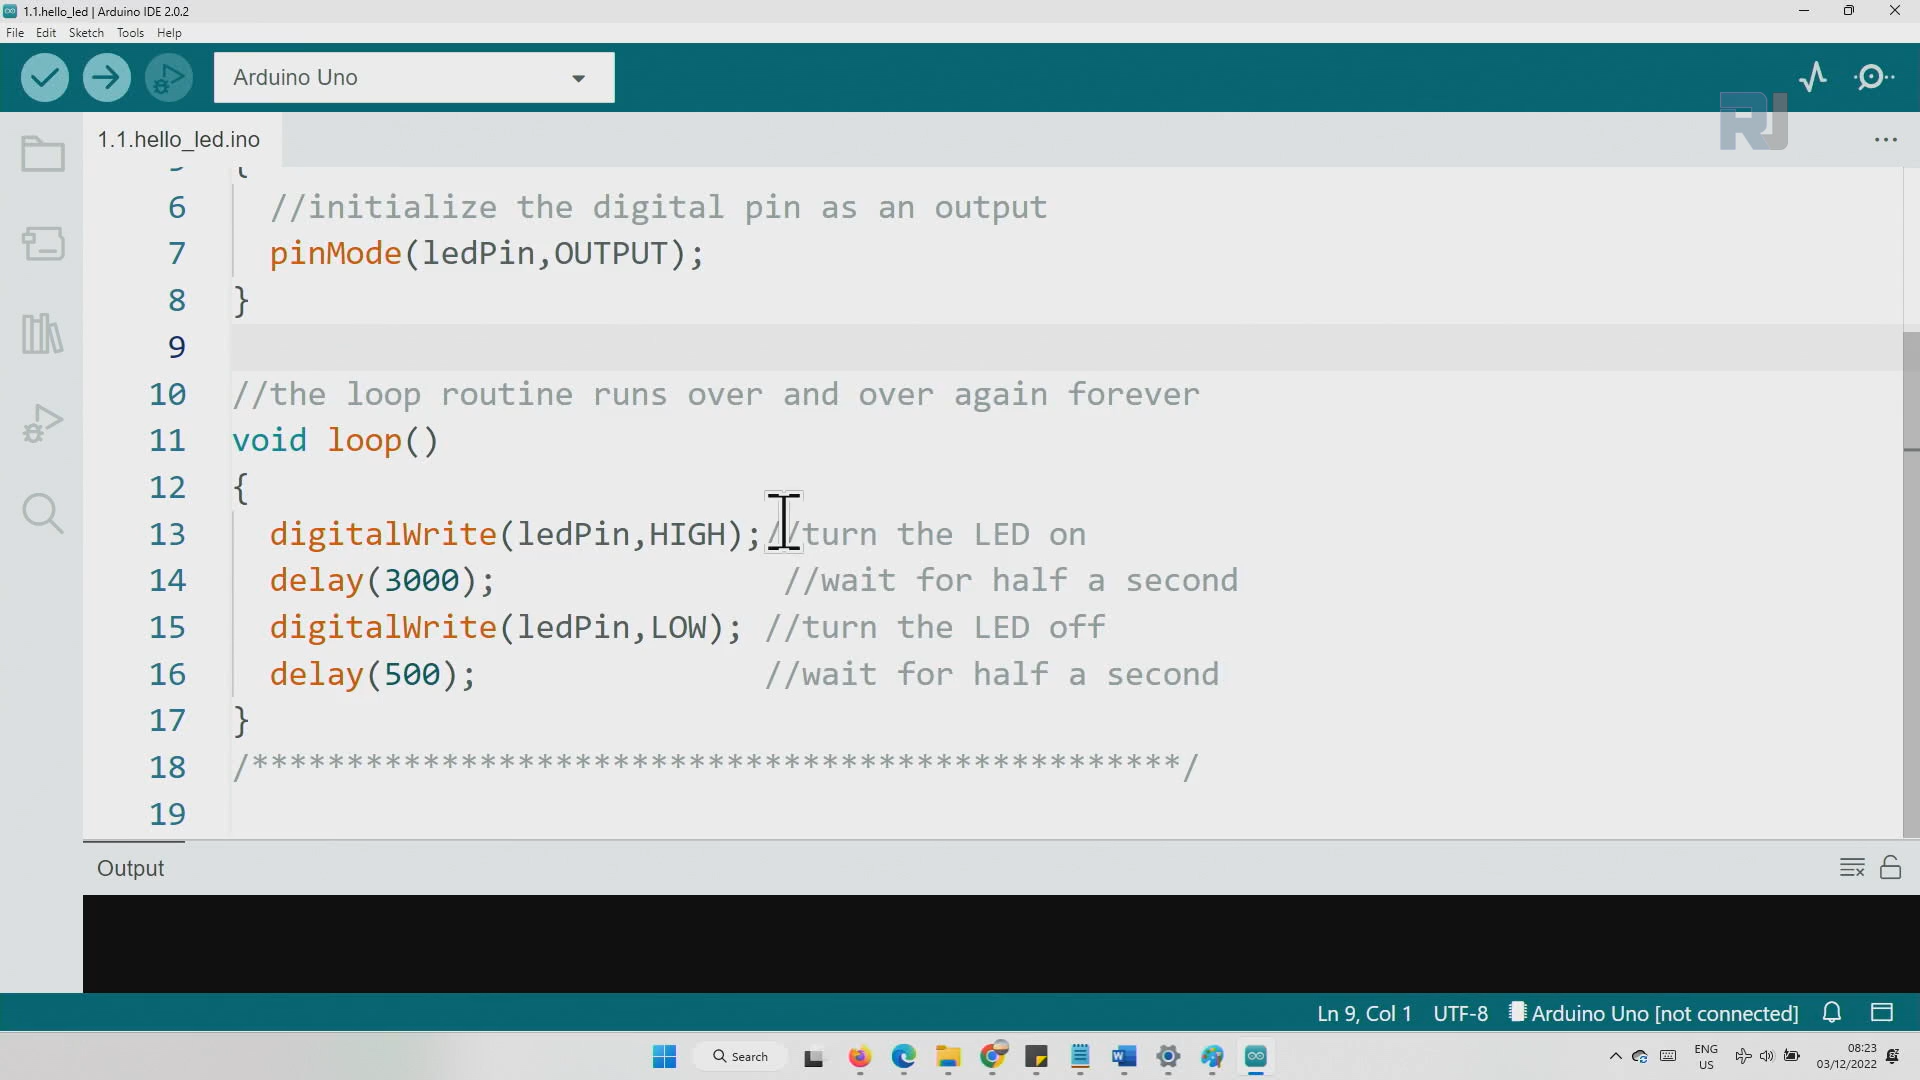 1.1.hello_led | Arduino IDE 2.0.2
File Edit Sketch Tools Help
Arduino Uno
RJ
1.1.hello_led.ino
5 {
6 //initialize the digital pin as an output
7 pinMode(ledPin,OUTPUT);
8 }
9
10 //the loop routine runs over and over again forever
11 void loop()
12 {
13 digitalWrite(ledPin,HIGH);//turn the LED on
14 delay(3000); //wait for half a second
15 digitalWrite(ledPin,LOW); //turn the LED off
16 delay(500); //wait for half a second
17 }
18 /*************************************************/
19
Output
Ln 9, Col 1 UTF-8 Arduino Uno [not connected]
Search
ENG
US
08:23
03/12/2022